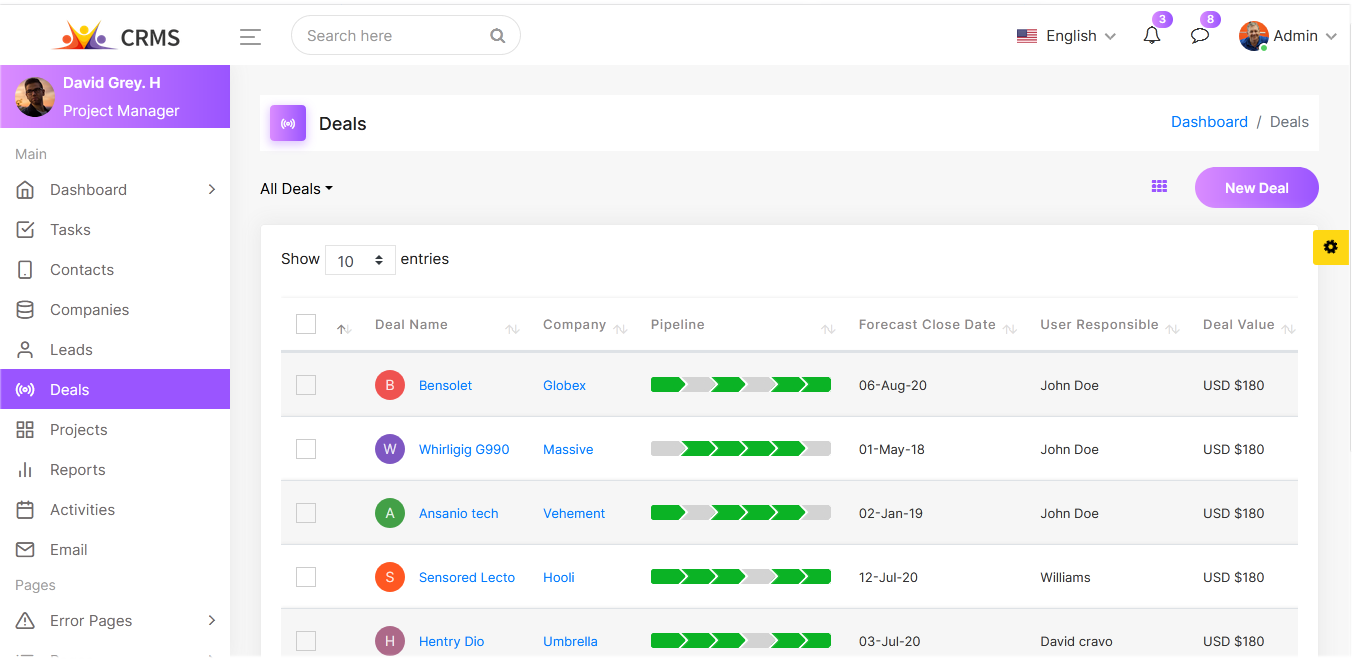 CRMS
Search here
English
3
8
Admin
David Grey. H
Project Manager
Main
Dashboard
Tasks
Contacts
Companies
Leads
Deals
Projects
Reports
Activities
Email
Pages
Error Pages
Deals
Dashboard / Deals
All Deals
New Deal
Show 10 entries
Deal Name Company Pipeline Forecast Close Date User Responsible Deal Value
B Bensolet Globex 06-Aug-20 John Doe USD $180
W Whirligig G990 Massive 01-May-18 John Doe USD $180
A Ansanio tech Vehement 02-Jan-19 John Doe USD $180
S Sensored Lecto Hooli 12-Jul-20 Williams USD $180
H Hentry Dio Umbrella 03-Jul-20 David cravo USD $180